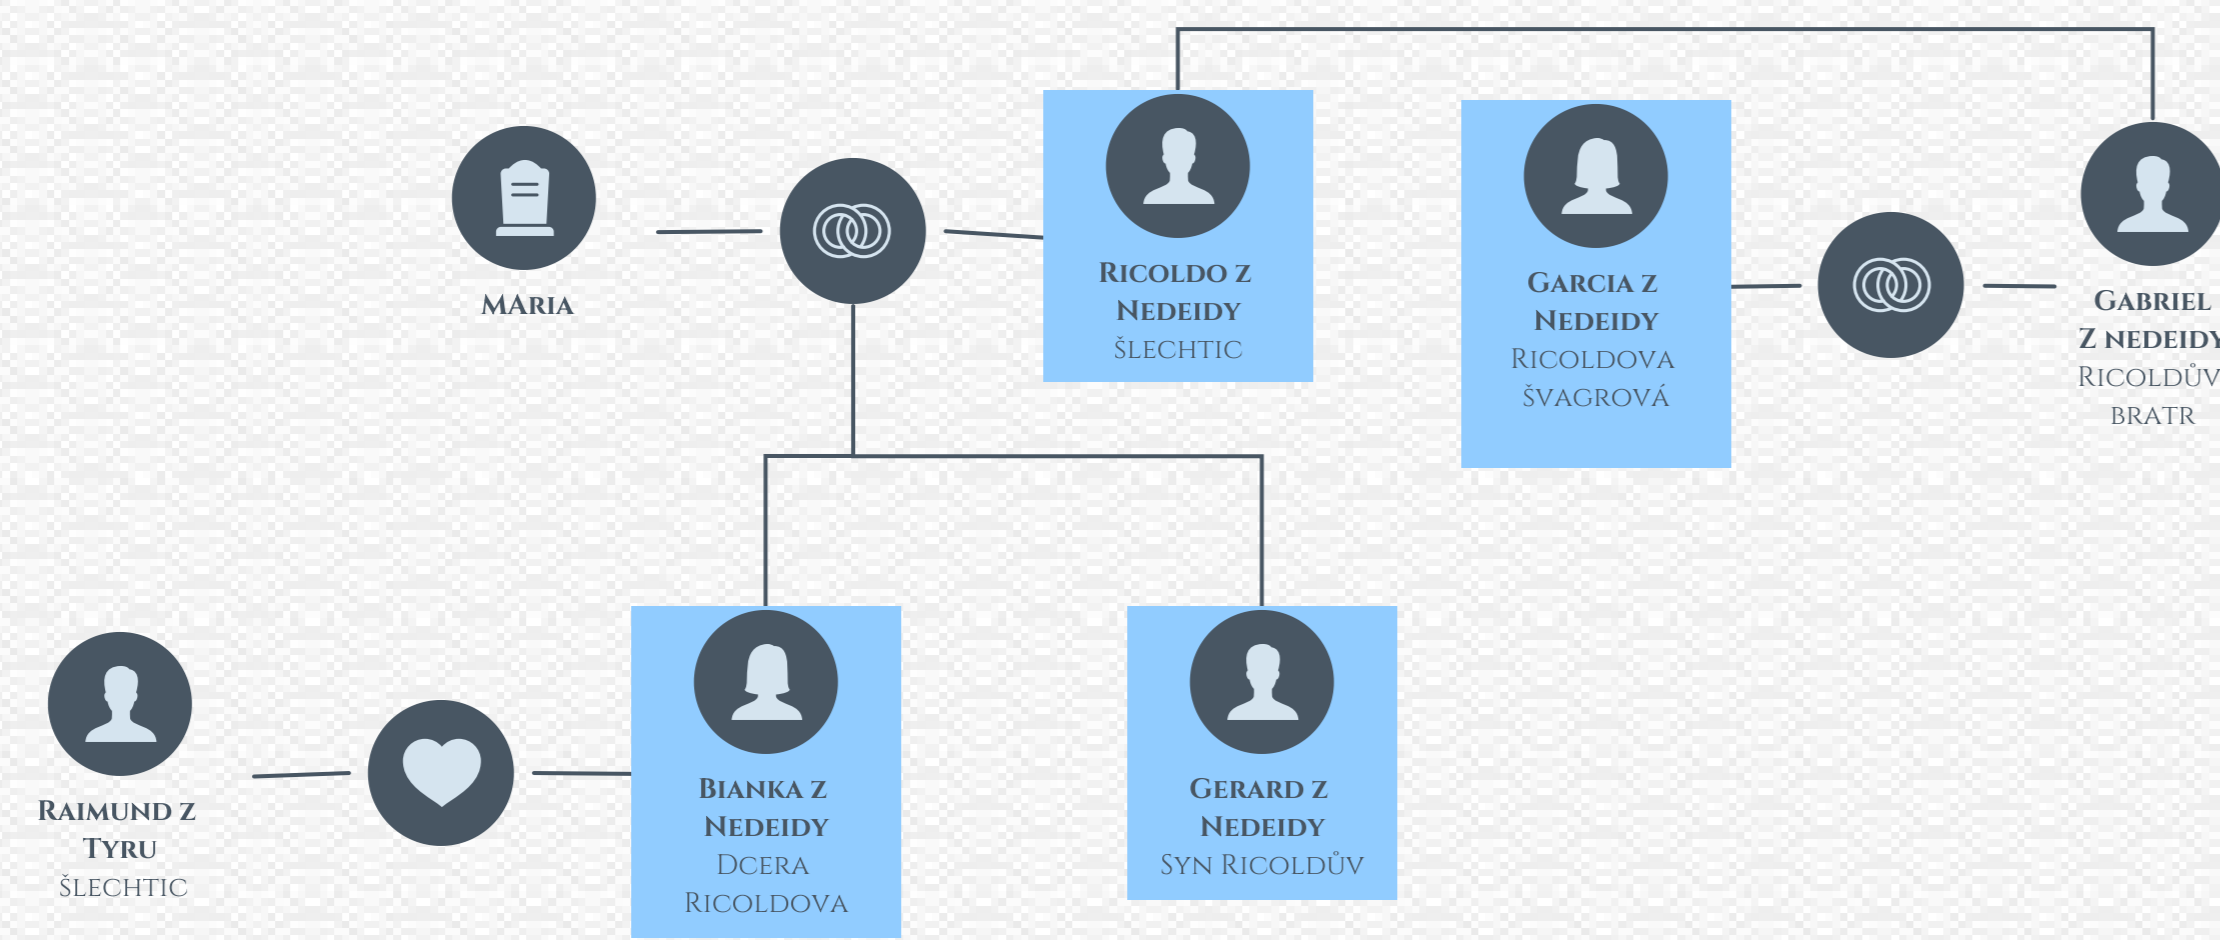 MAria
Ricoldo z
Nedeidy
šlechtic
Garcia z
Nedeidy
Ricoldova
švagrová
Gabriel
Z nedeidy
Ricoldův
bratr
Raimund z
Tyru
šlechtic
Bianka z
Nedeidy
Dcera
Ricoldova
Gerard z
Nedeidy
Syn Ricoldův